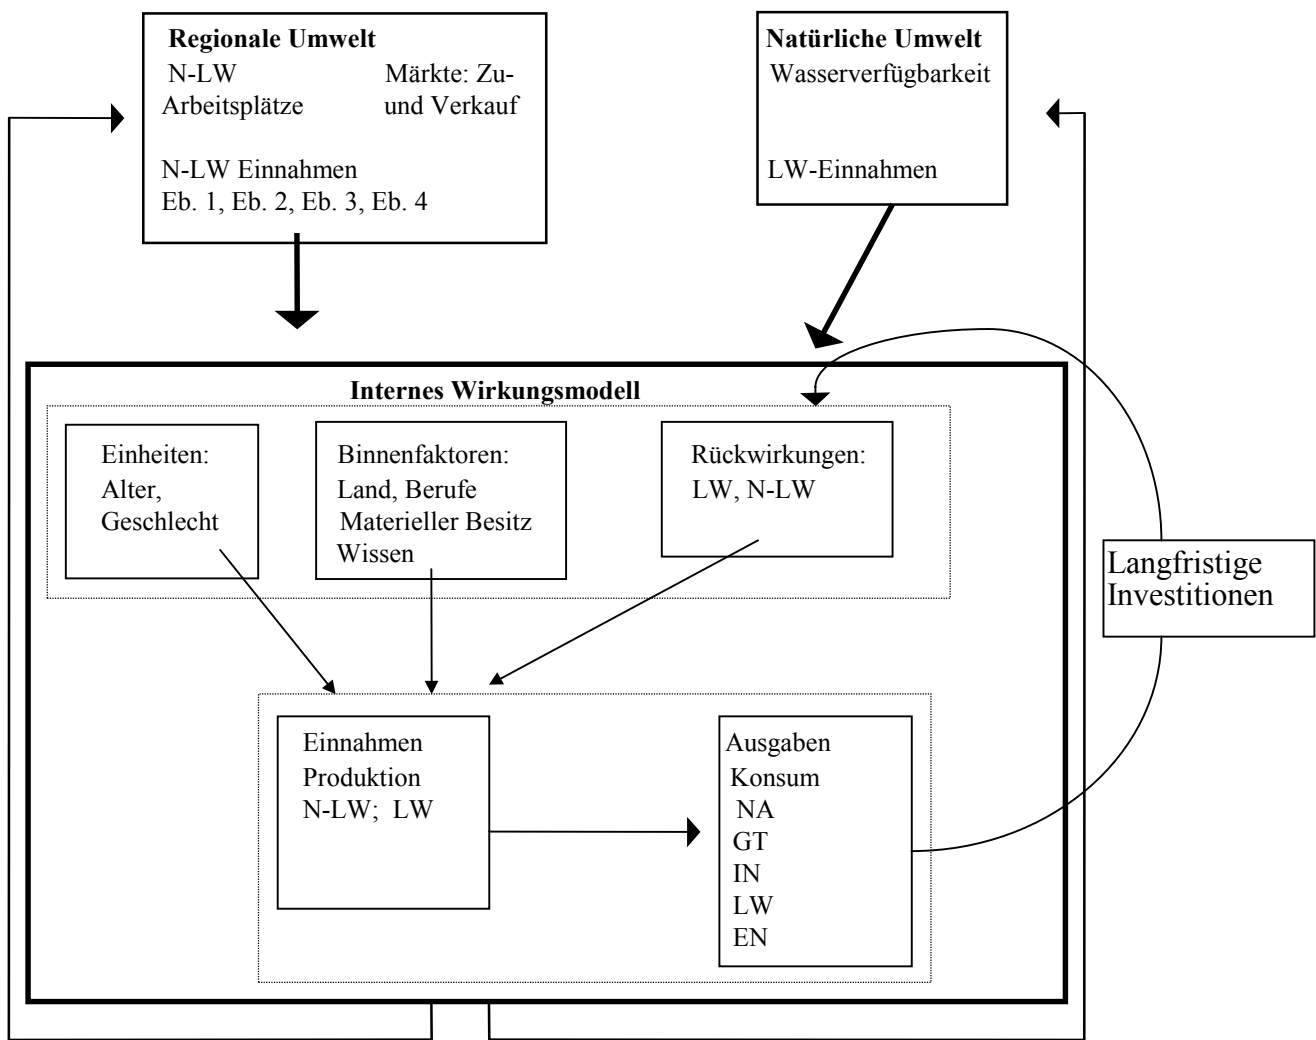 Regionale Umwelt
N-LW Märkte: Zu-
Arbeitsplätze und Verkauf
N-LW Einnahmen
Eb. 1, Eb. 2, Eb. 3, Eb. 4
Natürliche Umwelt
Wasserverfügbarkeit
LW-Einnahmen
Internes Wirkungsmodell
Einheiten:
Alter,
Geschlecht
Binnenfaktoren:
Land, Berufe
Materieller Besitz
Wissen
Rückwirkungen:
LW, N-LW
Langfristige
Investitionen
Einnahmen
Produktion
N-LW; LW
Ausgaben
Konsum
NA
GT
IN
LW
EN